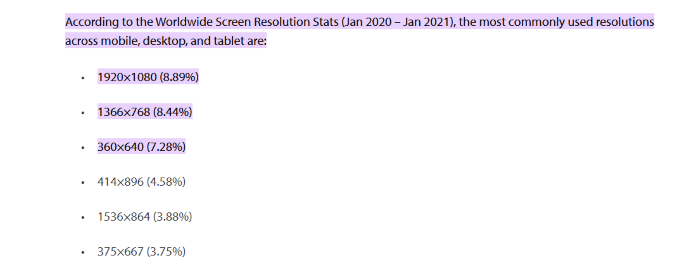 According to the Worldwide Screen Resolution Stats (Jan 2020 – Jan 2021), the most commonly used resolutions
across mobile, desktop, and tablet are:
• 1920×1080 (8.89%)
• 1366×768 (8.44%)
• 360×640 (7.28%)
• 414×896 (4.58%)
• 1536×864 (3.88%)
• 375×667 (3.75%)